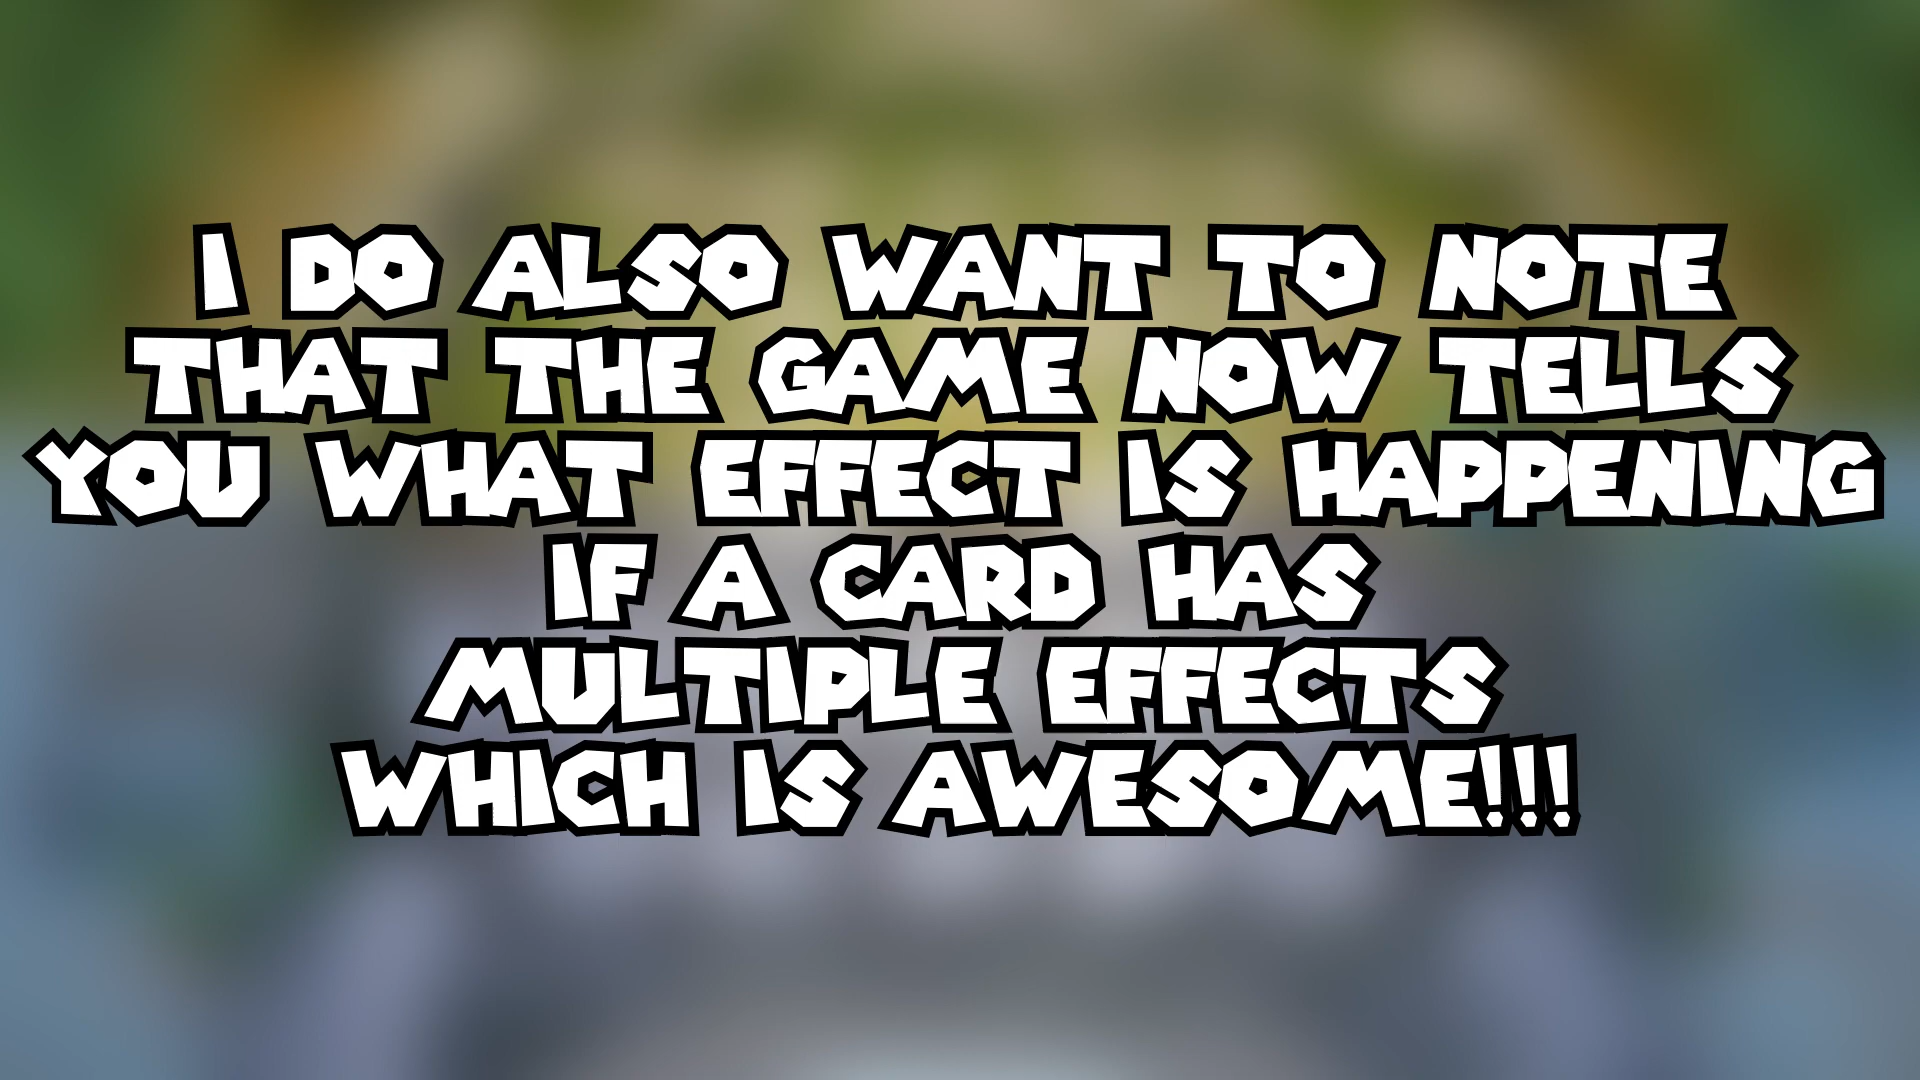 I DO ALSO WANT TO NOTE
THAT THE GAME NOW TELLS
YOU WHAT EFFECT IS HAPPENING
IF A CARD HAS
MULTIPLE EFFECTS
WHICH IS AWESOME!!!